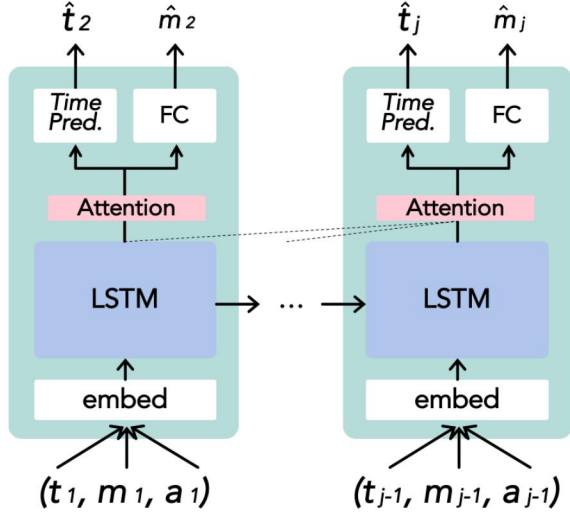 t̂₂ m̂₂
Time Pred. FC
Attention
LSTM
embed
(t₁, m₁, a₁)
...
t̂ⱼ m̂ⱼ
Time Pred. FC
Attention
LSTM
embed
(tⱼ₋₁, mⱼ₋₁, aⱼ₋₁)